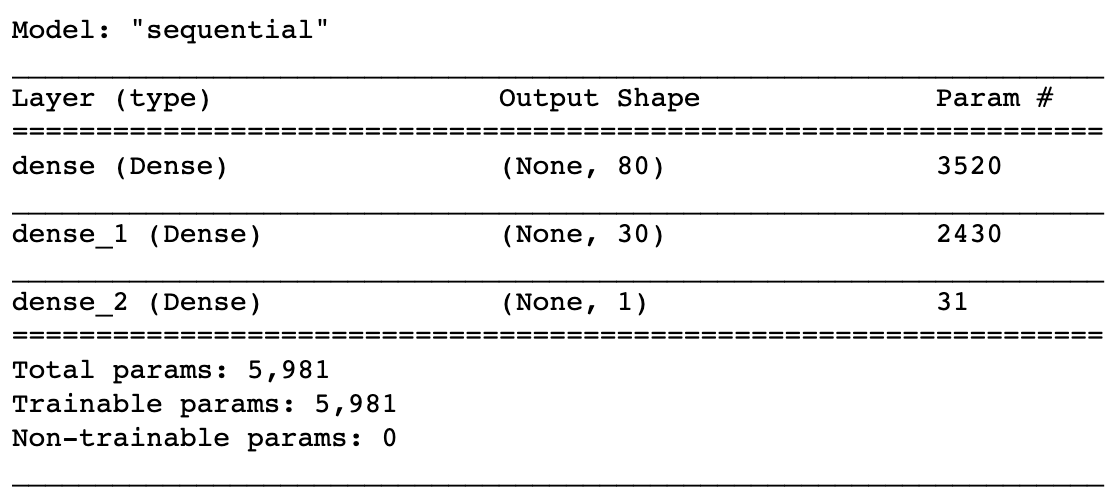 Model: "sequential"
Layer (type) Output Shape Param #
=================================================================
dense (Dense) (None, 80) 3520
dense_1 (Dense) (None, 30) 2430
dense_2 (Dense) (None, 1) 31
=================================================================
Total params: 5,981
Trainable params: 5,981
Non-trainable params: 0